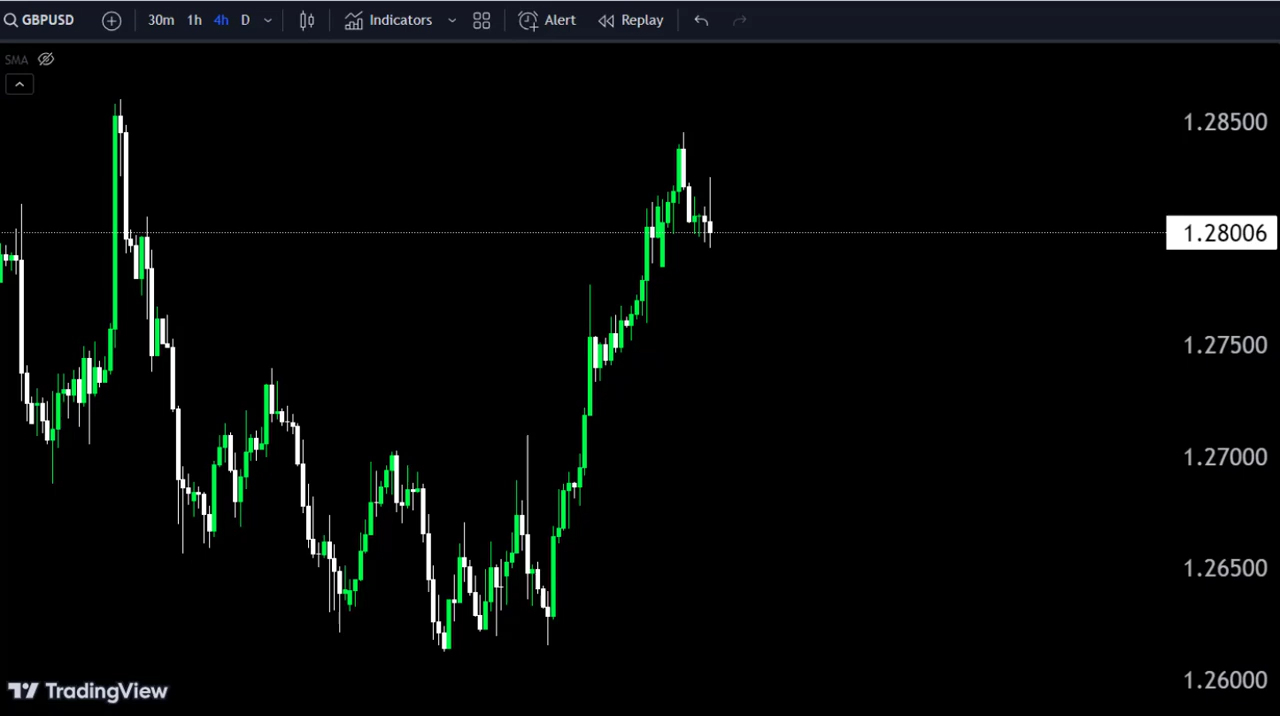 GBPUSD 30m 1h 4h D Indicators Alert Replay
SMA
1.28500
1.28006
1.27500
1.27000
1.26500
1.26000
TradingView